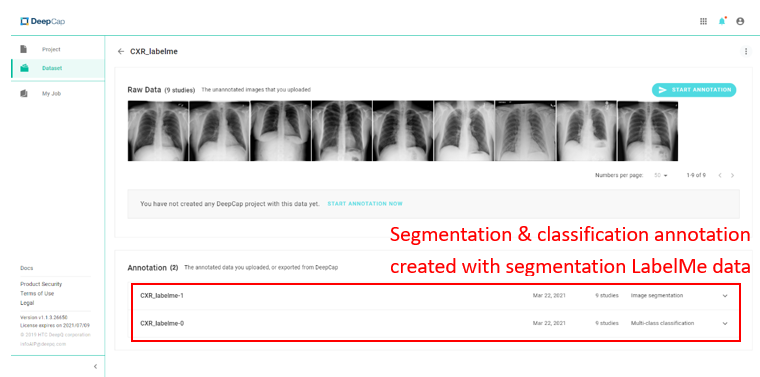 DeepCap
Project
Dataset
My Job
CXR_labelme
Raw Data (9 studies) The unannotated images that you uploaded
START ANNOTATION
Numbers per page: 50 1-9 of 9
You have not created any DeepCap project with this data yet. START ANNOTATION NOW
Segmentation & classification annotation
created with segmentation LabelMe data
Annotation (2) The annotated data you uploaded, or exported from DeepCap
CXR_labelme-1 Mar 22, 2021 9 studies Image segmentation
CXR_labelme-0 Mar 22, 2021 9 studies Multi-class classification
Docs
Product Security
Terms of Use
Legal
Version v1.1.3.26650
License expires on 2021/07/09
© 2019 HTC DeepQ corporation